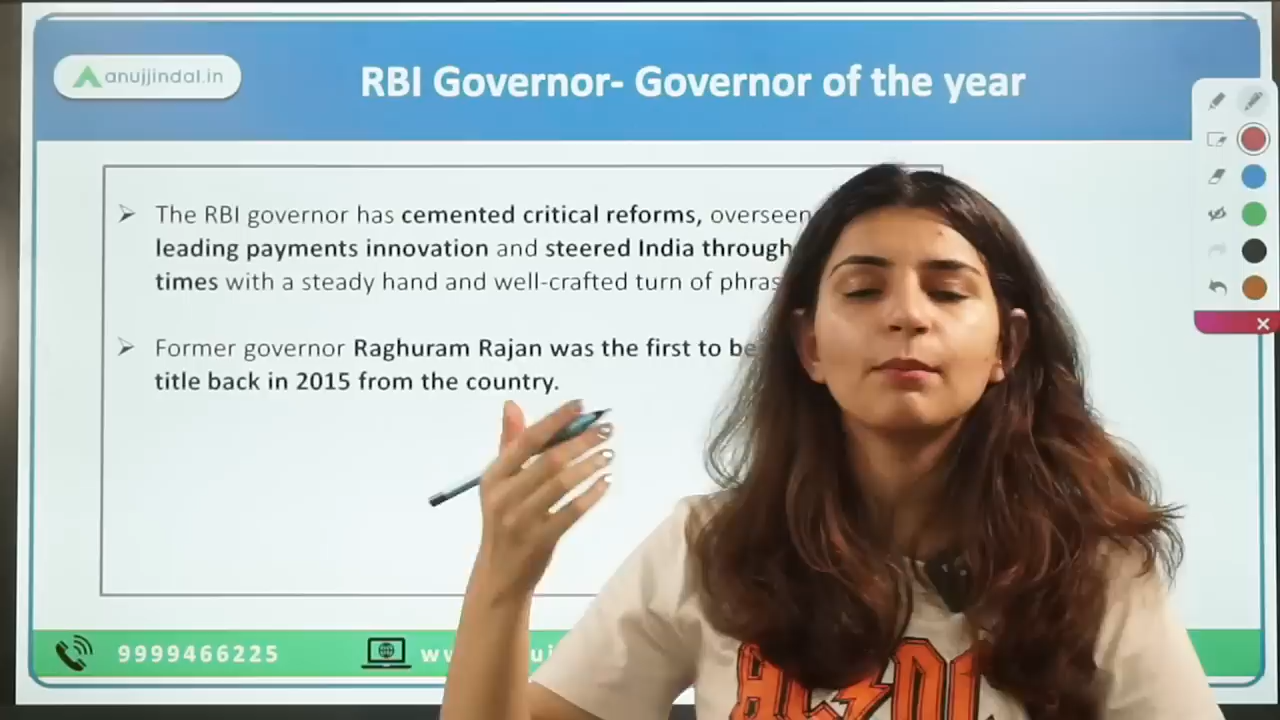 anujjindal.in
RBI Governor- Governor of the year
The RBI governor has cemented critical reforms, overseen
leading payments innovation and steered India through
times with a steady hand and well-crafted turn of phras
Former governor Raghuram Rajan was the first to be
title back in 2015 from the country.
9999466225
AC DC